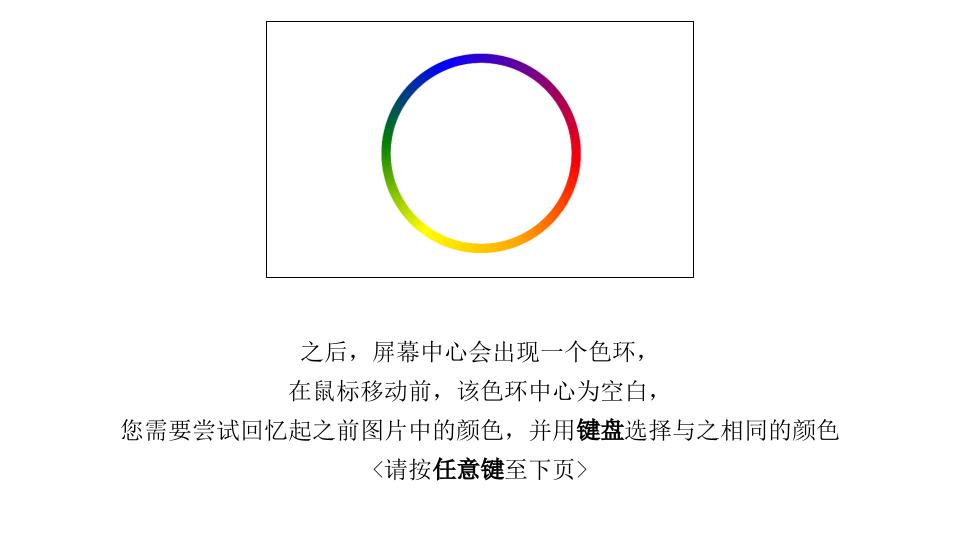 之后，屏幕中心会出现一个色环，
在鼠标移动前，该色环中心为空白，
您需要尝试回忆起之前图片中的颜色，并用键盘选择与之相同的颜色
<请按任意键至下页>